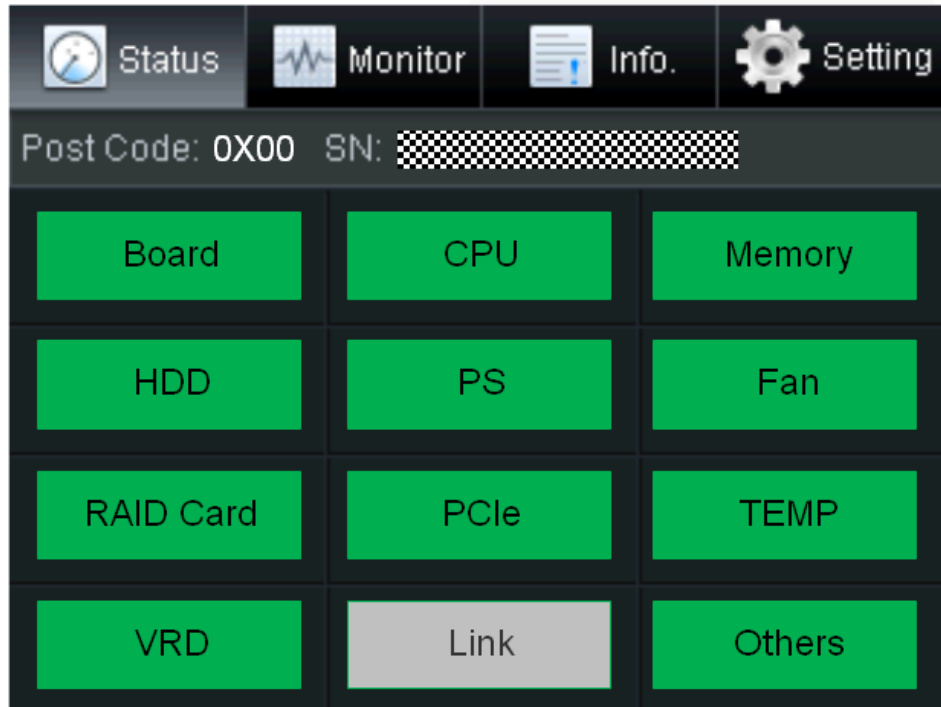 Status Monitor Info. Setting
Post Code: 0X00 SN:
Board CPU Memory
HDD PS Fan
RAID Card PCIe TEMP
VRD Link Others